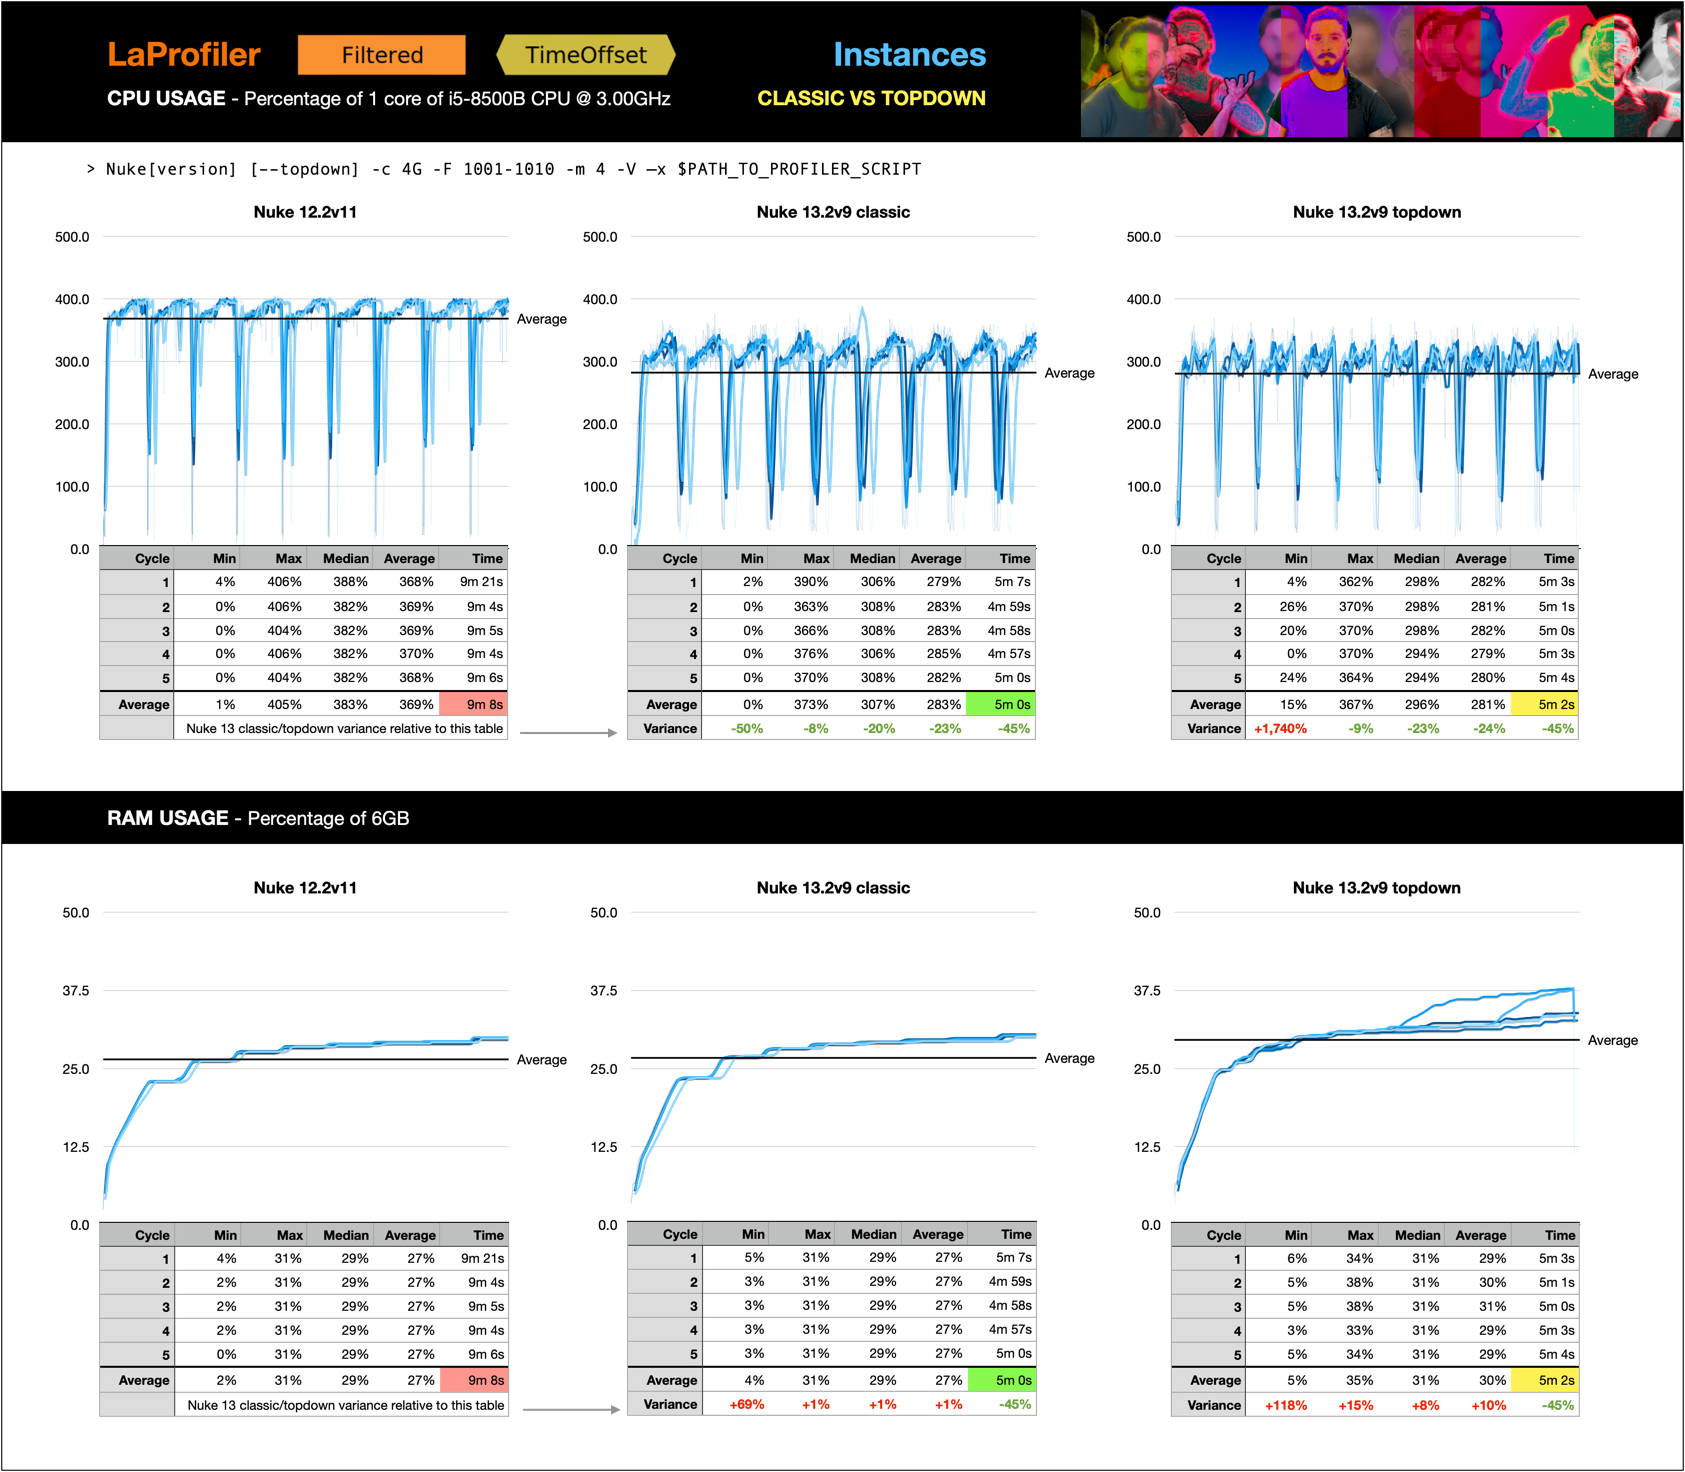 LaProfiler Filtered TimeOffset Instances
CPU USAGE - Percentage of 1 core of i5-8500B CPU @ 3.00GHz CLASSIC VS TOPDOWN
> Nuke[version] [--topdown] -c 4G -F 1001-1010 -m 4 -V —x $PATH_TO_PROFILER_SCRIPT
Nuke 12.2v11
500.0
400.0
300.0
200.0
100.0
0.0
Average
Cycle Min Max Median Average Time
1 4% 406% 388% 368% 9m 21s
2 0% 406% 382% 369% 9m 4s
3 0% 404% 382% 369% 9m 5s
4 0% 406% 382% 370% 9m 4s
5 0% 404% 382% 368% 9m 6s
Average 1% 405% 383% 369% 9m 8s
Nuke 13 classic/topdown variance relative to this table
Nuke 13.2v9 classic
500.0
400.0
300.0
200.0
100.0
0.0
Average
Cycle Min Max Median Average Time
1 2% 390% 306% 279% 5m 7s
2 0% 363% 308% 283% 4m 59s
3 0% 366% 308% 283% 4m 58s
4 0% 376% 306% 285% 4m 57s
5 0% 370% 308% 282% 5m 0s
Average 0% 373% 307% 283% 5m 0s
Variance -50% -8% -20% -23% -45%
Nuke 13.2v9 topdown
500.0
400.0
300.0
200.0
100.0
0.0
Average
Cycle Min Max Median Average Time
1 4% 362% 298% 282% 5m 3s
2 26% 370% 298% 281% 5m 1s
3 20% 370% 298% 282% 5m 0s
4 0% 370% 294% 279% 5m 3s
5 24% 364% 294% 280% 5m 4s
Average 15% 367% 296% 281% 5m 2s
Variance +1,740% -9% -23% -24% -45%
RAM USAGE - Percentage of 6GB
Nuke 12.2v11
50.0
37.5
25.0
12.5
0.0
Average
Cycle Min Max Median Average Time
1 4% 31% 29% 27% 9m 21s
2 2% 31% 29% 27% 9m 4s
3 2% 31% 29% 27% 9m 5s
4 2% 31% 29% 27% 9m 4s
5 0% 31% 29% 27% 9m 6s
Average 2% 31% 29% 27% 9m 8s
Nuke 13 classic/topdown variance relative to this table
Nuke 13.2v9 classic
50.0
37.5
25.0
12.5
0.0
Average
Cycle Min Max Median Average Time
1 5% 31% 29% 27% 5m 7s
2 3% 31% 29% 27% 4m 59s
3 3% 31% 29% 27% 4m 58s
4 3% 31% 29% 27% 4m 57s
5 3% 31% 29% 27% 5m 0s
Average 4% 31% 29% 27% 5m 0s
Variance +69% +1% +1% +1% -45%
Nuke 13.2v9 topdown
50.0
37.5
25.0
12.5
0.0
Average
Cycle Min Max Median Average Time
1 6% 34% 31% 29% 5m 3s
2 5% 38% 31% 30% 5m 1s
3 5% 38% 31% 31% 5m 0s
4 3% 33% 31% 29% 5m 3s
5 5% 34% 31% 29% 5m 4s
Average 5% 35% 31% 30% 5m 2s
Variance +118% +15% +8% +10% -45%